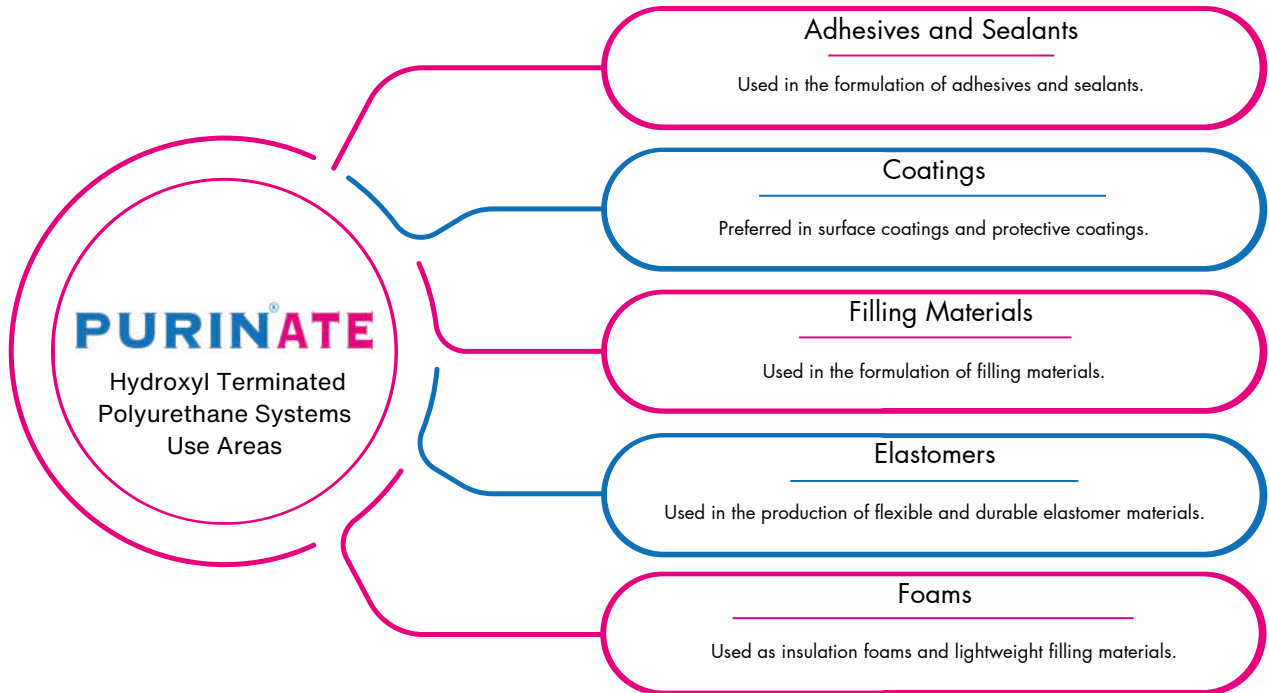 PURINATE®
Hydroxyl Terminated
Polyurethane Systems
Use Areas
Adhesives and Sealants
Used in the formulation of adhesives and sealants.
Coatings
Preferred in surface coatings and protective coatings.
Filling Materials
Used in the formulation of filling materials.
Elastomers
Used in the production of flexible and durable elastomer materials.
Foams
Used as insulation foams and lightweight filling materials.